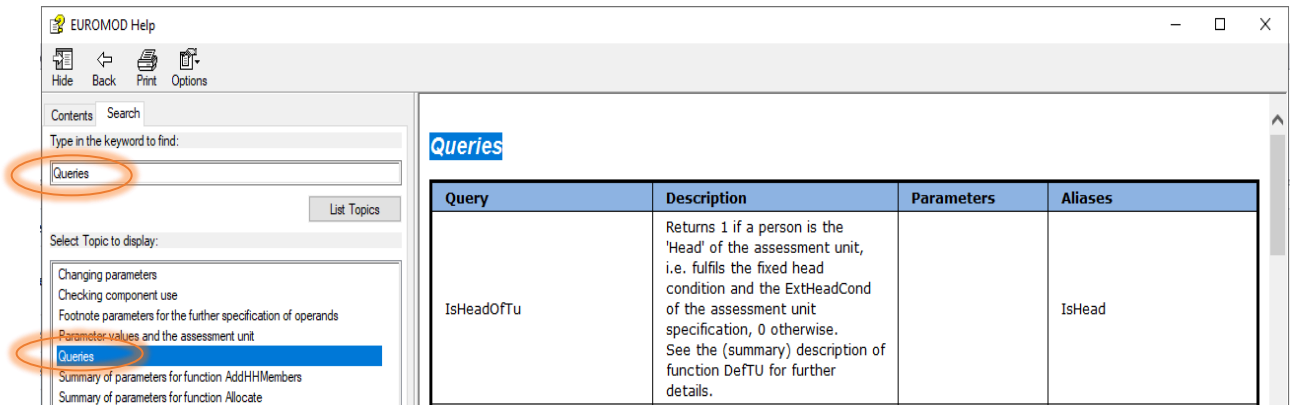 EUROMOD Help
Hide Back Print Options
Contents Search
Type in the keyword to find:
Queries
List Topics
Select Topic to display:
Changing parameters
Checking component use
Footnote parameters for the further specification of operands
Parameter values and the assessment unit
Queries
Summary of parameters for function AddHHMembers
Summary of parameters for function Allocate
Queries
Query Description Parameters Aliases
IsHeadOfTu
Returns 1 if a person is the
'Head' of the assessment unit,
i.e. fulfils the fixed head
condition and the ExtHeadCond
of the assessment unit
specification, 0 otherwise.
See the (summary) description of
function DefTU for further
details.
IsHead